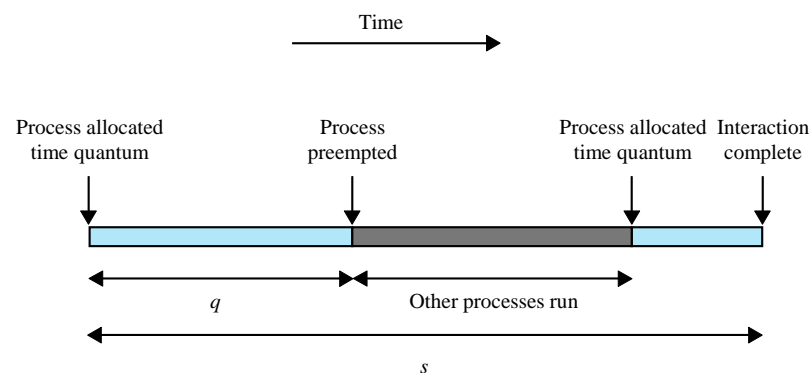 Time
Process allocated
time quantum
Process
preempted
Process allocated
time quantum
Interaction
complete
q
Other processes run
s